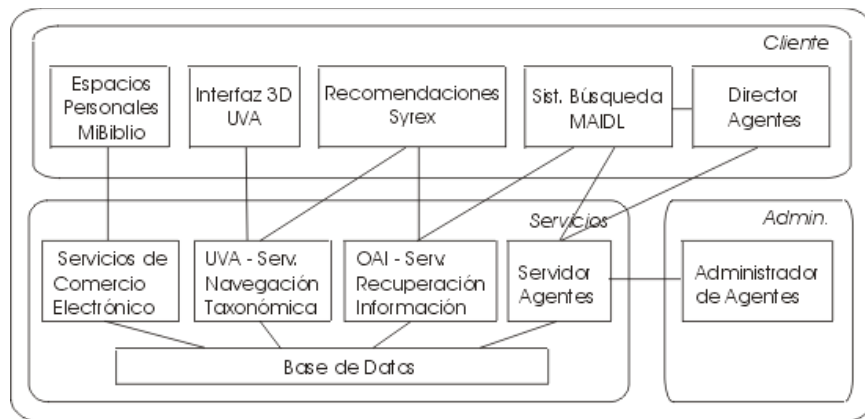 Cliente
Espacios
Personales
MiBiblio
Interfaz 3D
UVA
Recomendaciones
Syrex
Sist. Búsqueda
MAIDL
Director
Agentes
Servicios
Admin.
Servicios de
Comercio
Electrónico
UVA - Serv.
Navegación
Taxonómica
OAI - Serv.
Recuperación
Información
Servidor
Agentes
Administrador
de Agentes
Base de Datos